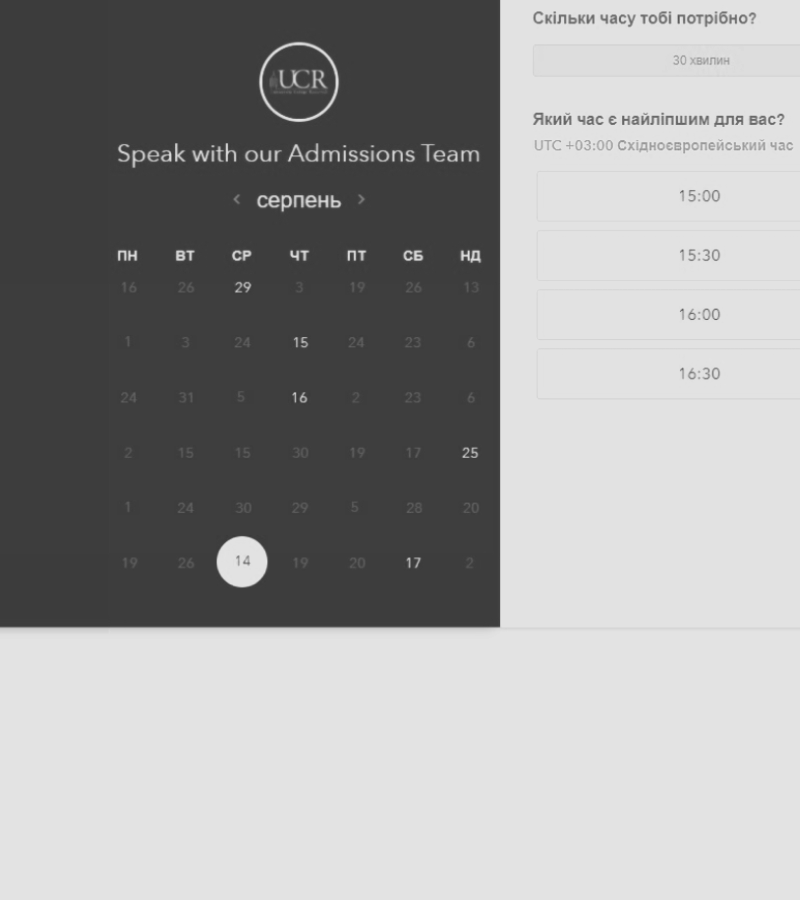 UCR
Speak with our Admissions Team
‹ серпень ›
ПН ВТ СР ЧТ ПТ СБ НД
16 26 29 3 19 26 13
1 3 24 15 24 23 6
24 31 5 16 2 23 6
2 15 15 30 19 17 25
1 24 30 29 5 28 20
19 26 14 19 20 17 2
Скільки часу тобі потрібно?
30 хвилин
Який час є найліпшим для вас?
UTC +03:00 Східноєвропейський час
15:00
15:30
16:00
16:30